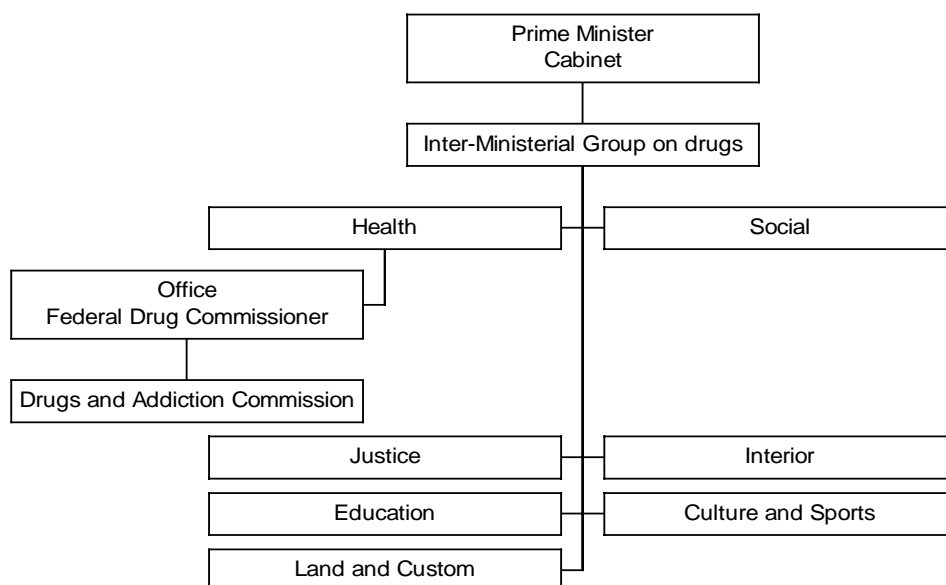 Prime Minister
Cabinet
Inter-Ministerial Group on drugs
Health
Social
Office
Federal Drug Commissioner
Drugs and Addiction Commission
Justice
Interior
Education
Culture and Sports
Land and Custom